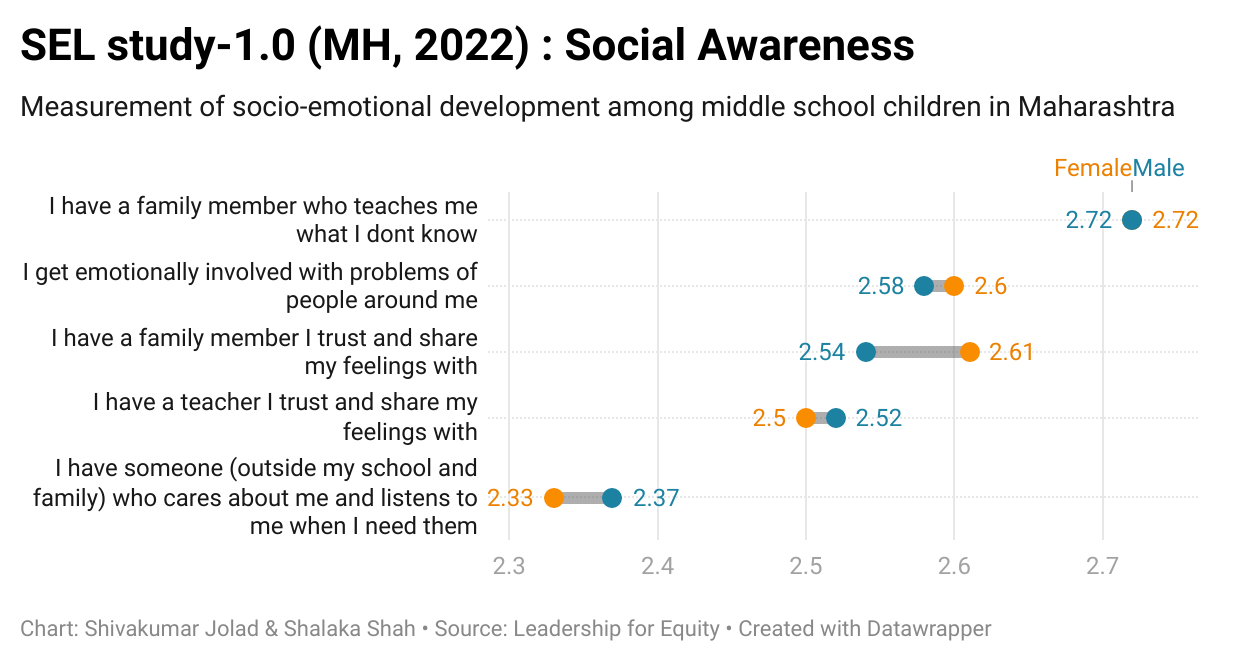 SEL study-1.0 (MH, 2022) : Social Awareness
Measurement of socio-emotional development among middle school children in Maharashtra
FemaleMale
I have a family member who teaches me
what I dont know
2.72 2.72
I get emotionally involved with problems of
people around me
2.58 2.6
I have a family member I trust and share
my feelings with
2.54 2.61
I have a teacher I trust and share my
feelings with
2.5 2.52
I have someone (outside my school and
family) who cares about me and listens to
me when I need them
2.33 2.37
2.3 2.4 2.5 2.6 2.7
Chart: Shivakumar Jolad & Shalaka Shah • Source: Leadership for Equity • Created with Datawrapper